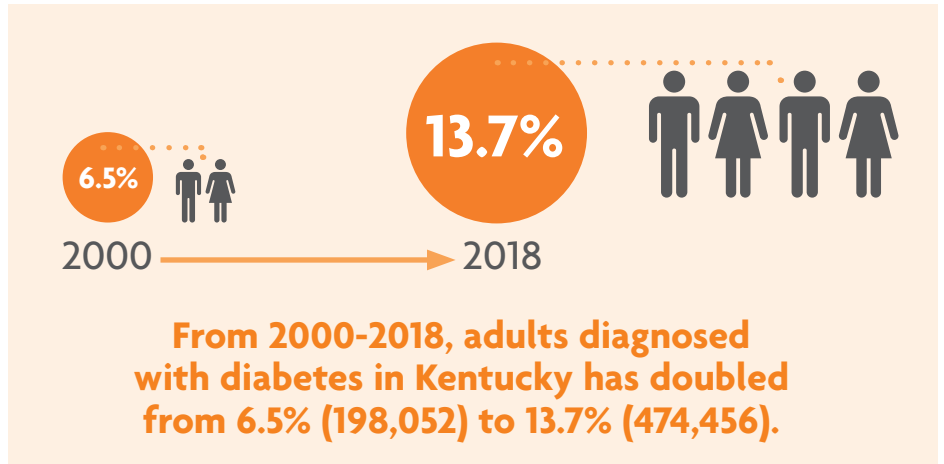 13.7%
6.5%
2000
2018
From 2000-2018, adults diagnosed
with diabetes in Kentucky has doubled
from 6.5% (198,052) to 13.7% (474,456).